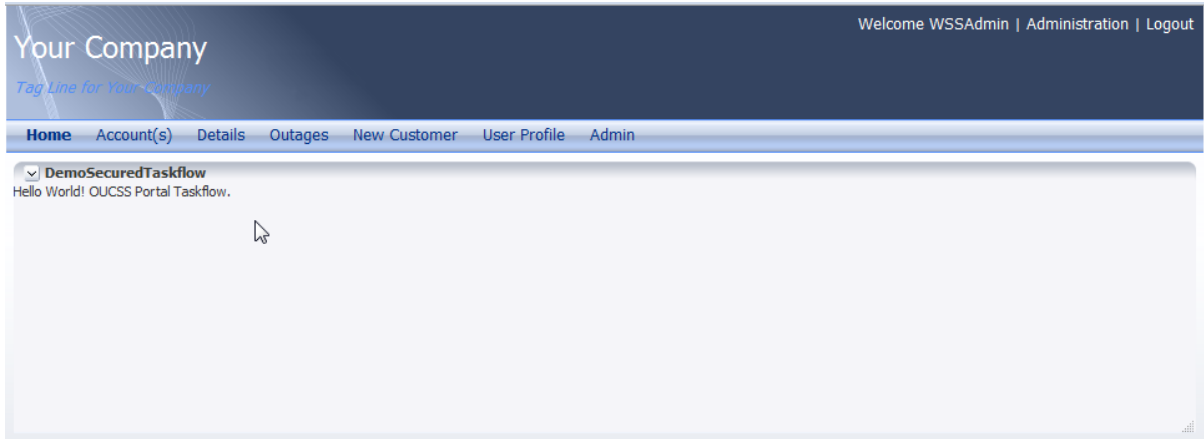 Welcome WSSAdmin | Administration | Logout
Your Company
Tag Line for Your Company
Home Account(s) Details Outages New Customer User Profile Admin
DemoSecuredTaskflow
Hello World! OUCSS Portal Taskflow.